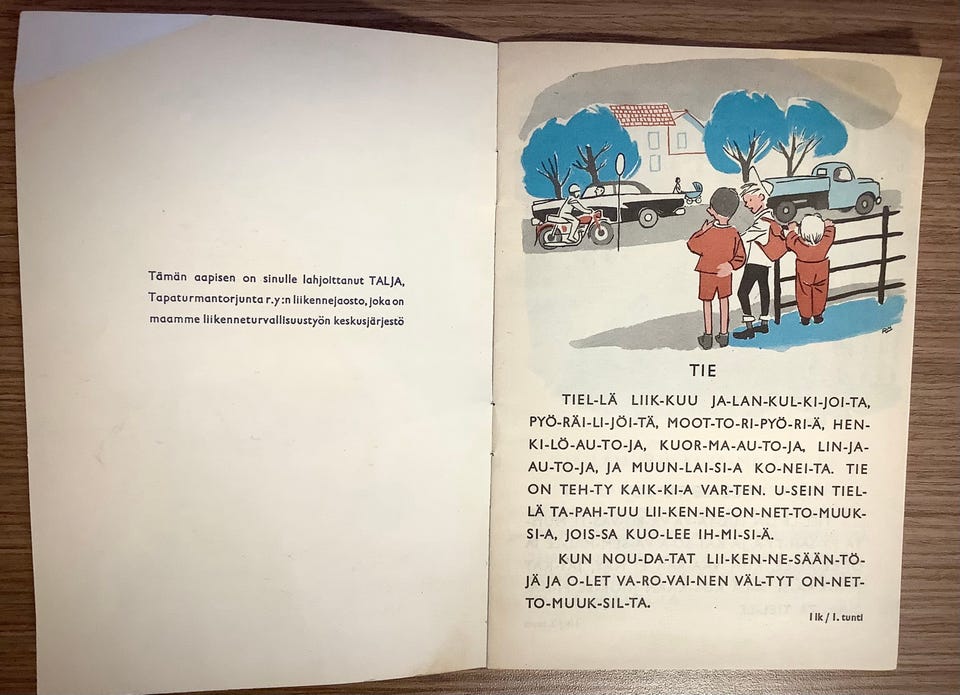 Tämän aapisen on sinulle lahjoittanut TALJA,
Tapaturmantorjunta r.y:n liikennejaosto, joka on
maamme liikenneturvallisuustyön keskusjärjestö
TIE
TIEL-LÄ LIIK-KUU JA-LAN-KUL-KI-JOI-TA,
PYÖ-RÄI-LI-JÖI-TÄ, MOOT-TO-RI-PYÖ-RI-Ä, HEN-
KI-LÖ-AU-TO-JA, KUOR-MA-AU-TO-JA, LIN-JA-
AU-TO-JA, JA MUUN-LAI-SI-A KO-NEI-TA. TIE
ON TEH-TY KAIK-KI-A VAR-TEN. U-SEIN TIEL-
LÄ TA-PAH-TUU LII-KEN-NE-ON-NET-TO-MUUK-
SI-A, JOIS-SA KUO-LEE IH-MI-SI-Ä.
KUN NOU-DA-TAT LII-KEN-NE-SÄÄN-TÖ-
JÄ JA O-LET VA-RO-VAI-NEN VÄL-TYT ON-NET-
TO-MUUK-SIL-TA.
I lk / I. tunti